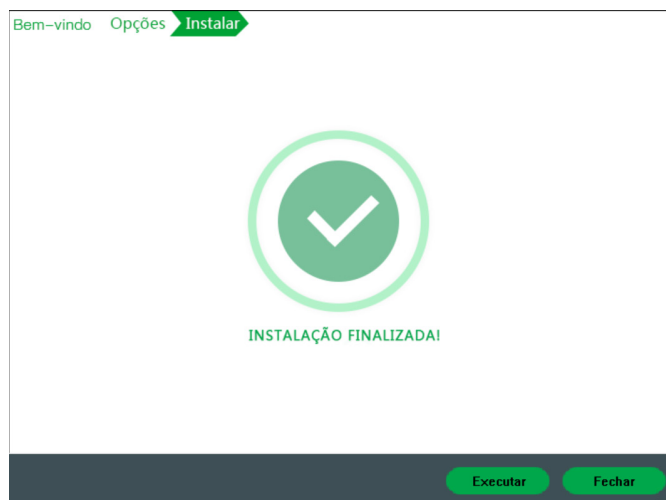 Bem-vindo Opções Instalar
INSTALAÇÃO FINALIZADA!
Executar Fechar